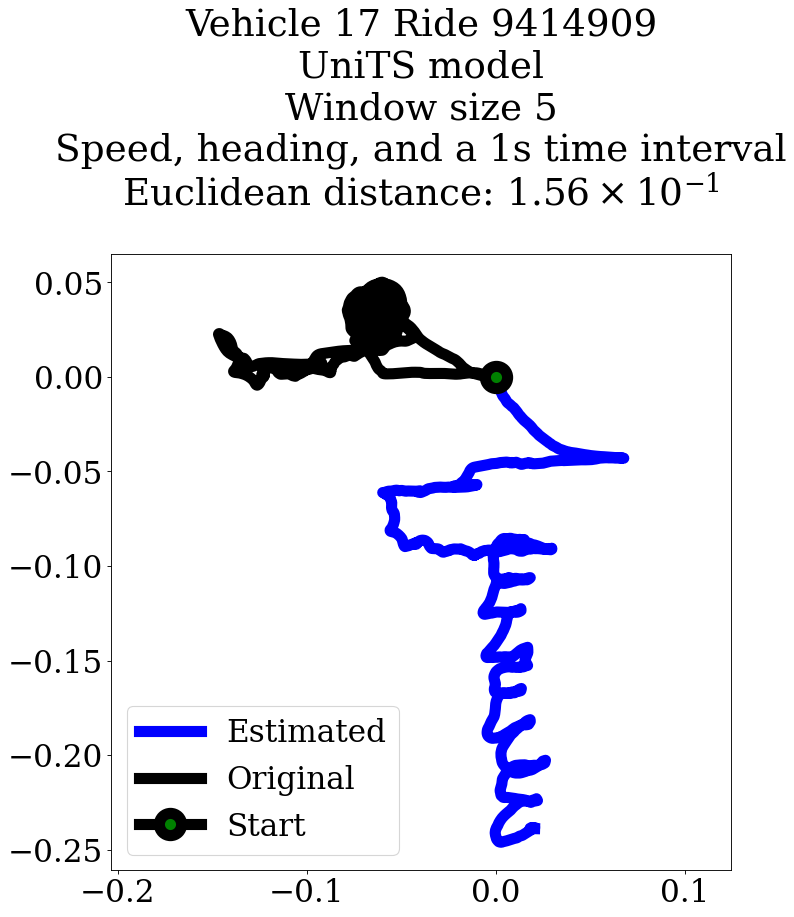 Vehicle 17 Ride 9414909
UniTS model
Window size 5
Speed, heading, and a 1s time interval
Euclidean distance: 1.56 × 10⁻¹
0.05
0.00
−0.05
−0.10
−0.15
−0.20
−0.25
Estimated
Original
Start
−0.2 −0.1 0.0 0.1